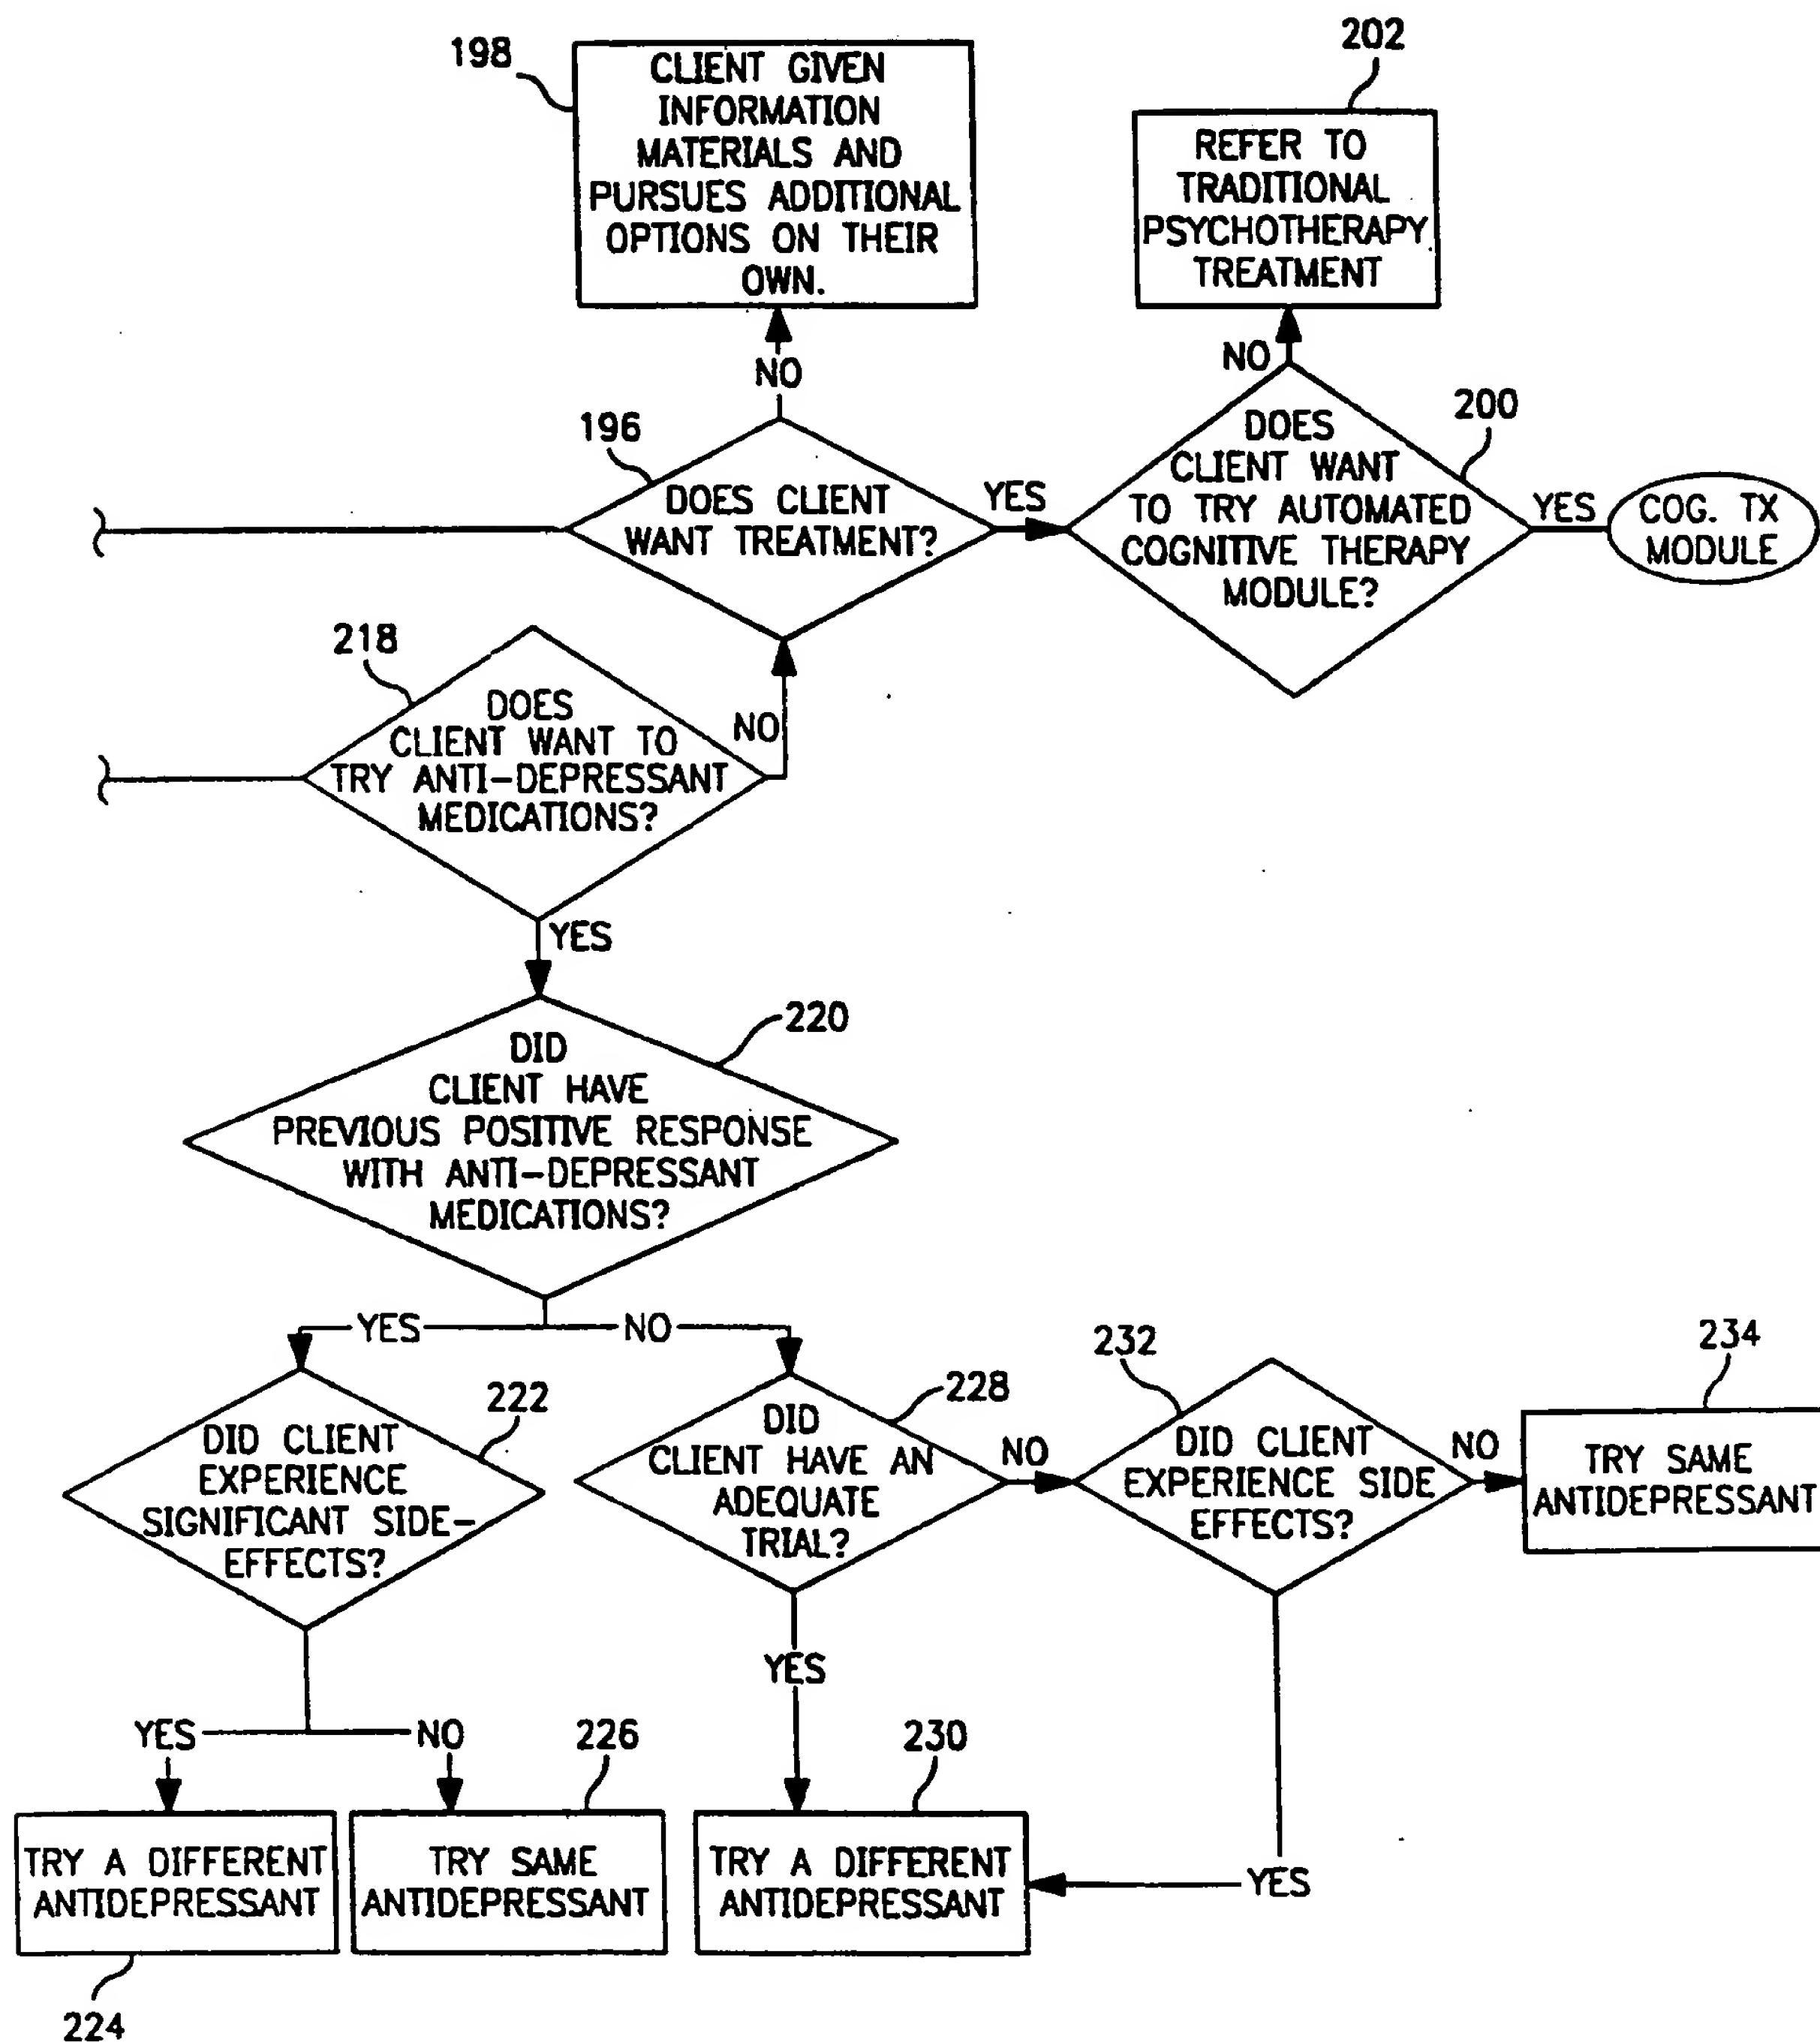 198
CLIENT GIVEN
INFORMATION
MATERIALS AND
PURSUES ADDITIONAL
OPTIONS ON THEIR
OWN.
202
REFER TO
TRADITIONAL
PSYCHOTHERAPY
TREATMENT
NO
NO
196
DOES CLIENT
WANT TREATMENT?
YES
200
DOES
CLIENT WANT
TO TRY AUTOMATED
COGNITIVE THERAPY
MODULE?
YES
COG. TX
MODULE
218
DOES
CLIENT WANT TO
TRY ANTI-DEPRESSANT
MEDICATIONS?
NO
YES
220
DID
CLIENT HAVE
PREVIOUS POSITIVE RESPONSE
WITH ANTI-DEPRESSANT
MEDICATIONS?
YES
NO
222
DID CLIENT
EXPERIENCE
SIGNIFICANT SIDE-
EFFECTS?
228
DID
CLIENT HAVE AN
ADEQUATE
TRIAL?
NO
232
DID CLIENT
EXPERIENCE SIDE
EFFECTS?
NO
234
TRY SAME
ANTIDEPRESSANT
YES
YES
NO
226
230
TRY A DIFFERENT
ANTIDEPRESSANT
TRY SAME
ANTIDEPRESSANT
TRY A DIFFERENT
ANTIDEPRESSANT
YES
224